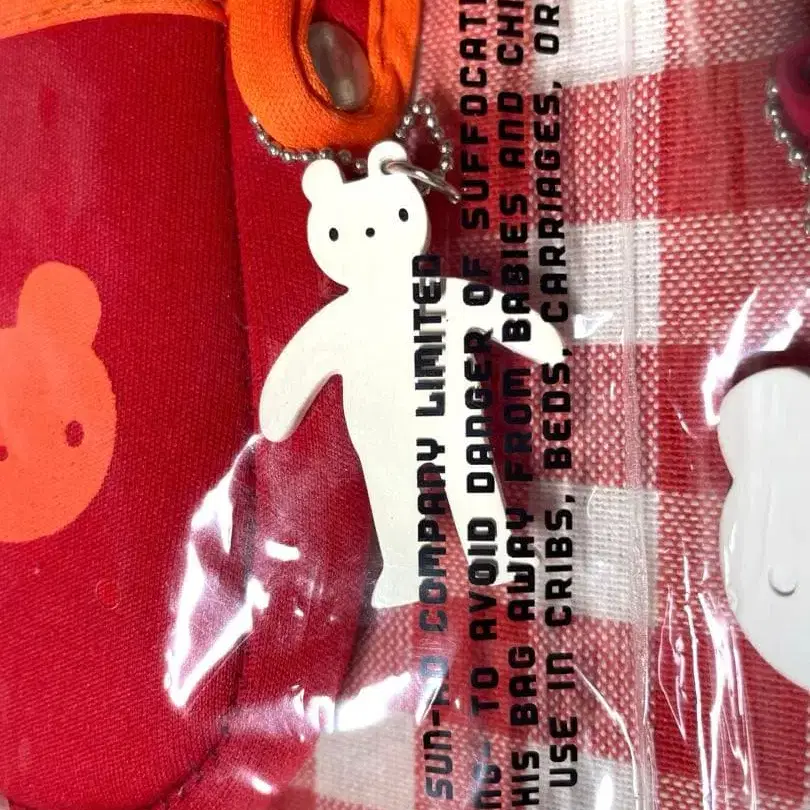 COMPANY LIMITED
NG- TO AVOID DANGER OF SUFFOCATI
HIS BAG AWAY FROM BABIES AND CHI
USE IN CRIBS, BEDS, CARRIAGES, OR